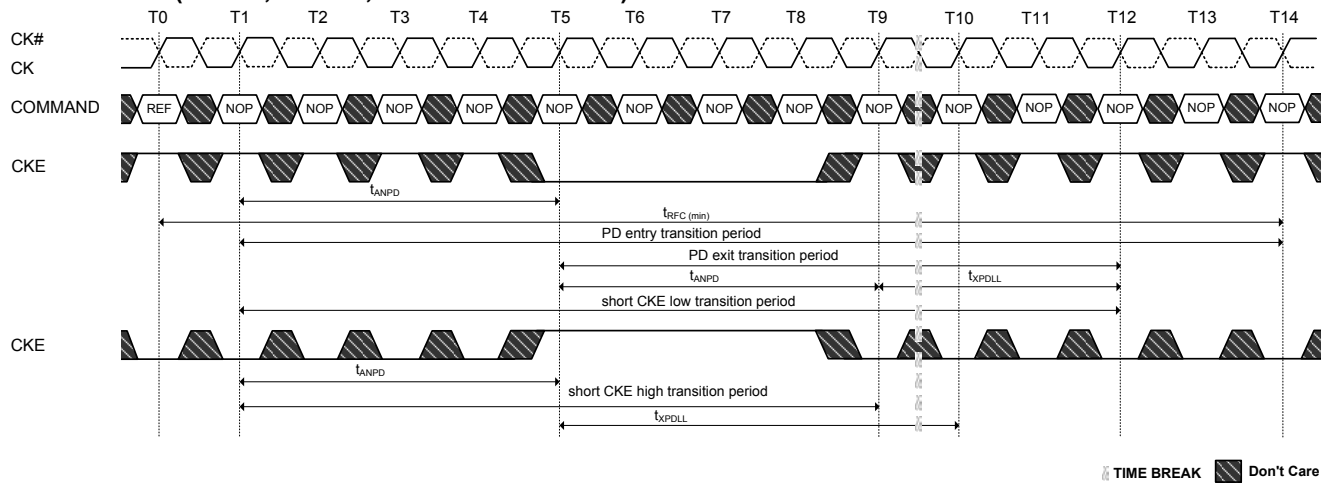 T0 T1 T2 T3 T4 T5 T6 T7 T8 T9 T10 T11 T12 T13 T14
CK#
CK
COMMAND REF NOP NOP NOP NOP NOP NOP NOP NOP NOP NOP NOP NOP NOP NOP
CKE
tANPD
tRFC (min)
PD entry transition period
PD exit transition period
tANPD tXPDLL
short CKE low transition period
CKE
tANPD
short CKE high transition period
tXPDLL
TIME BREAK Don't Care